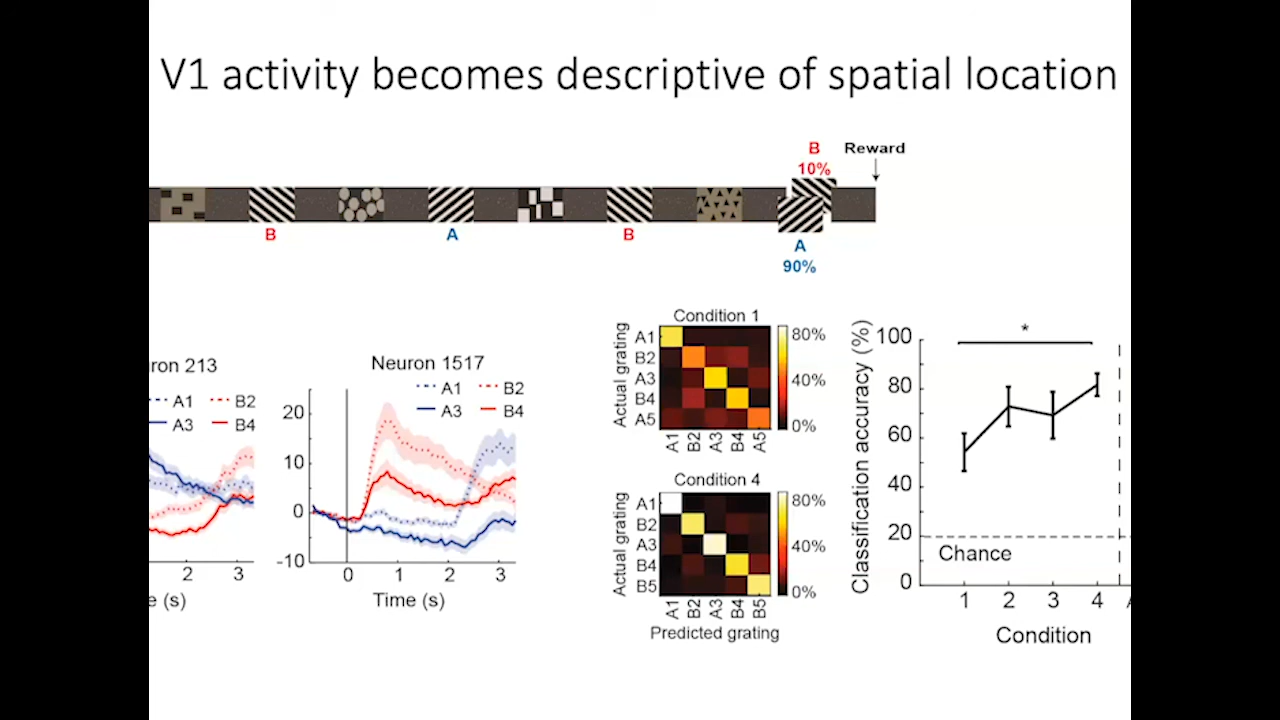 V1 activity becomes descriptive of spatial location
B Reward
10%
B A B
A
90%
Condition 1
Actual grating
A1
B2
A3
B4
A5
80%
40%
0%
A1 B2 A3 B4 A5
ron 213
A1 B2
A3 B4
2 3
e (s)
Neuron 1517
A1 B2
A3 B4
20
10
0
-10
0 1 2 3
Time (s)
Condition 4
Actual grating
A1
B2
A3
B4
B5
80%
40%
0%
A1 B2 A3 B4 B5
Predicted grating
Classification accuracy (%)
*
100
80
60
40
20
0
Chance
1 2 3 4
Condition